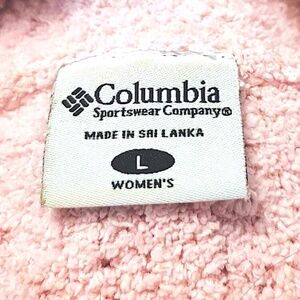 Columbia
Sportswear Company®
MADE IN SRI LANKA
L
WOMEN'S